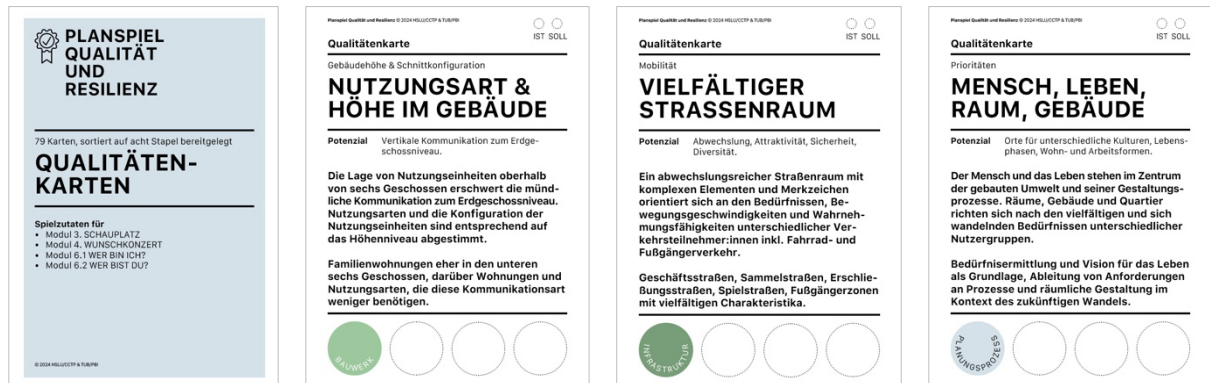 PLANSPIEL
QUALITÄT
UND
RESILIENZ
79 Karten, sortiert auf acht Stapel bereitgelegt
QUALITÄTEN-
KARTEN
Spielzutaten für
• Modul 3. SCHAUPLATZ
• Modul 4. WUNSCHKONZERT
• Modul 6.1 WER BIN ICH?
• Modul 6.2 WER BIST DU?
© 2024 HSLU/CCTP & TUB/PBI
Planspiel Qualität und Resilienz © 2024 HSLU/CCTP & TUB/PBI
IST SOLL
Qualitätenkarte
Gebäudehöhe & Schnittkonfiguration
NUTZUNGSART &
HÖHE IM GEBÄUDE
Potenzial Vertikale Kommunikation zum Erdge-
schossniveau.
Die Lage von Nutzungseinheiten oberhalb
von sechs Geschossen erschwert die münd-
liche Kommunikation zum Erdgeschossniveau.
Nutzungsarten und die Konfiguration der
Nutzungseinheiten sind entsprechend auf
das Höhenniveau abgestimmt.
Familienwohnungen eher in den unteren
sechs Geschossen, darüber Wohnungen und
Nutzungsarten, die diese Kommunikationsart
weniger benötigen.
BAUWERK
Planspiel Qualität und Resilienz © 2024 HSLU/CCTP & TUB/PBI
IST SOLL
Qualitätenkarte
Mobilität
VIELFÄLTIGER
STRASSENRAUM
Potenzial Abwechslung, Attraktivität, Sicherheit,
Diversität.
Ein abwechslungsreicher Straßenraum mit
komplexen Elementen und Merkzeichen
orientiert sich an den Bedürfnissen, Be-
wegungsgeschwindigkeiten und Wahrneh-
mungsfähigkeiten unterschiedlicher Ver-
kehrsteilnehmer:innen inkl. Fahrrad- und
Fußgängerverkehr.
Geschäftsstraßen, Sammelstraßen, Erschlie-
ßungsstraßen, Spielstraßen, Fußgängerzonen
mit vielfältigen Charakteristika.
INFRASTRUKTUR
Planspiel Qualität und Resilienz © 2024 HSLU/CCTP & TUB/PBI
IST SOLL
Qualitätenkarte
Prioritäten
MENSCH, LEBEN,
RAUM, GEBÄUDE
Potenzial Orte für unterschiedliche Kulturen, Lebens-
phasen, Wohn- und Arbeitsformen.
Der Mensch und das Leben stehen im Zentrum
der gebauten Umwelt und seiner Gestaltungs-
prozesse. Räume, Gebäude und Quartier
richten sich nach den vielfältigen und sich
wandelnden Bedürfnissen unterschiedlicher
Nutzergruppen.
Bedürfnisermittlung und Vision für das Leben
als Grundlage, Ableitung von Anforderungen
an Prozesse und räumliche Gestaltung im
Kontext des zukünftigen Wandels.
PLANUNGSPROZESS